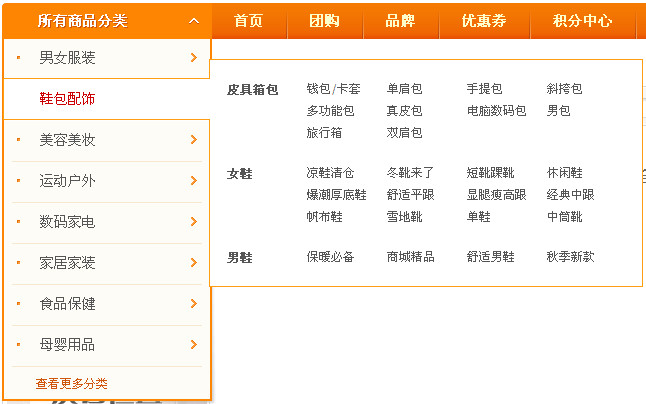 所有商品分类 首页 团购 品牌 优惠券 积分中心
男女服装
鞋包配饰
美容美妆
运动户外
数码家电
家居家装
食品保健
母婴用品
查看更多分类
皮具箱包 钱包/卡套 单肩包 手提包 斜挎包
多功能包 真皮包 电脑数码包 男包
旅行箱 双肩包
女鞋 凉鞋清仓 冬靴来了 短靴踝靴 休闲鞋
爆潮厚底鞋 舒适平跟 显腿瘦高跟 经典中跟
帆布鞋 雪地靴 单鞋 中筒靴
男鞋 保暖必备 商城精品 舒适男鞋 秋季新款